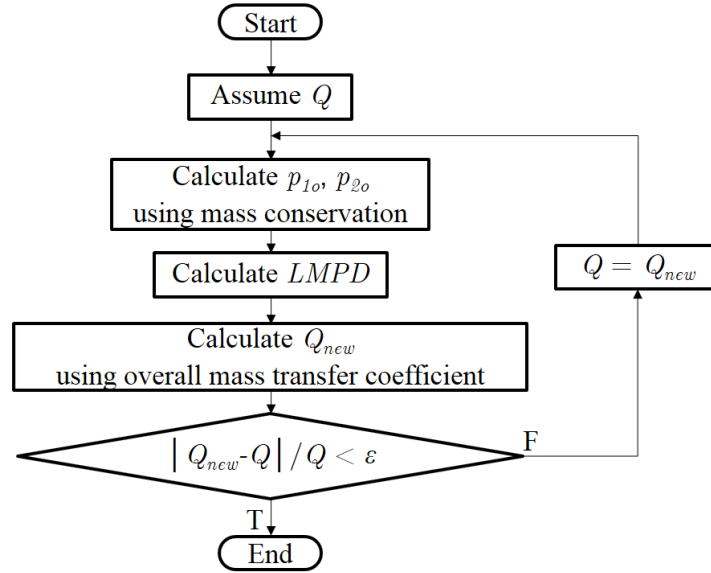 Start
Assume Q
Calculate p1o, p2o
using mass conservation
Calculate LMPD
Q = Qnew
Calculate Qnew
using overall mass transfer coefficient
| Qnew-Q | / Q < ε
F
T
End